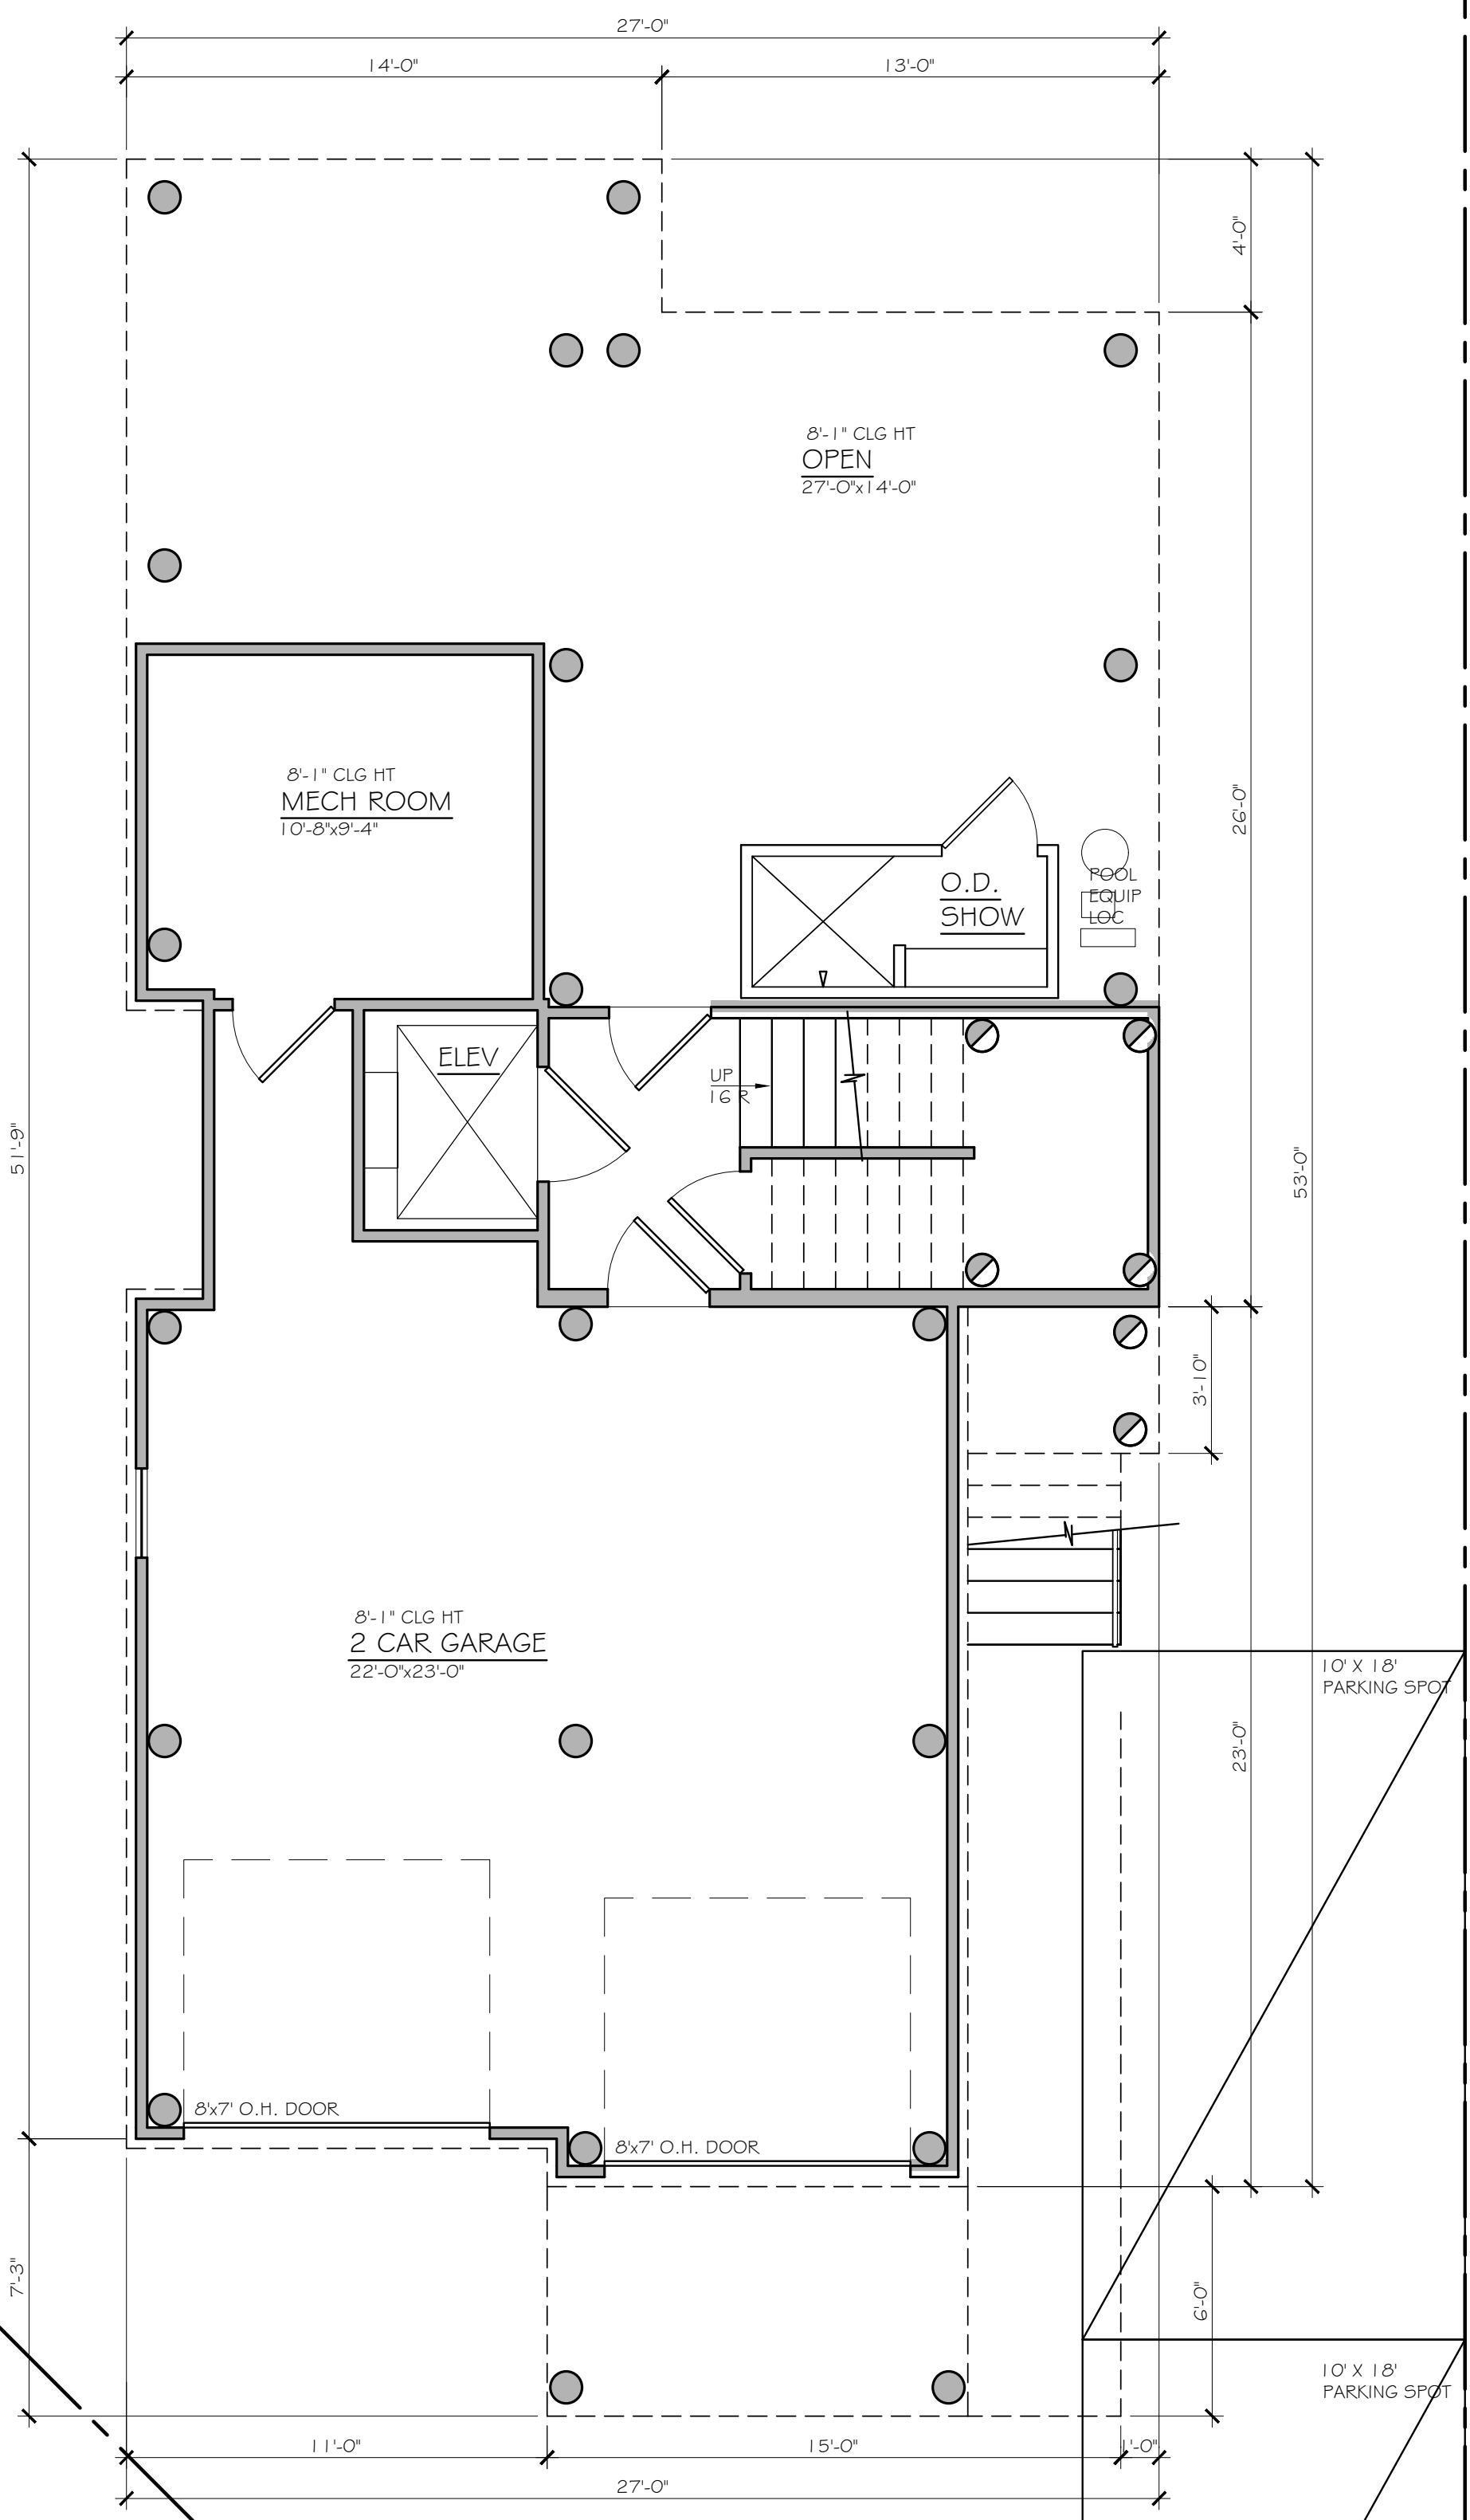 27'-0"
14'-0"
13'-0"
4'-0"
8'-1" CLG HT
OPEN
27'-0"x14'-0"
26'-0"
8'-1" CLG HT
MECH ROOM
10'-8"x9'-4"
O.D.
SHOW
POOL
EQUIP
LOC
ELEV
UP
16 R
51'-9"
53'-0"
3'-10"
8'-1" CLG HT
2 CAR GARAGE
22'-0"x23'-0"
10' X 18'
PARKING SPOT
23'-0"
8'x7' O.H. DOOR
8'x7' O.H. DOOR
7'-3"
6'-0"
10' X 18'
PARKING SPOT
11'-0"
15'-0"
1'-0"
27'-0"